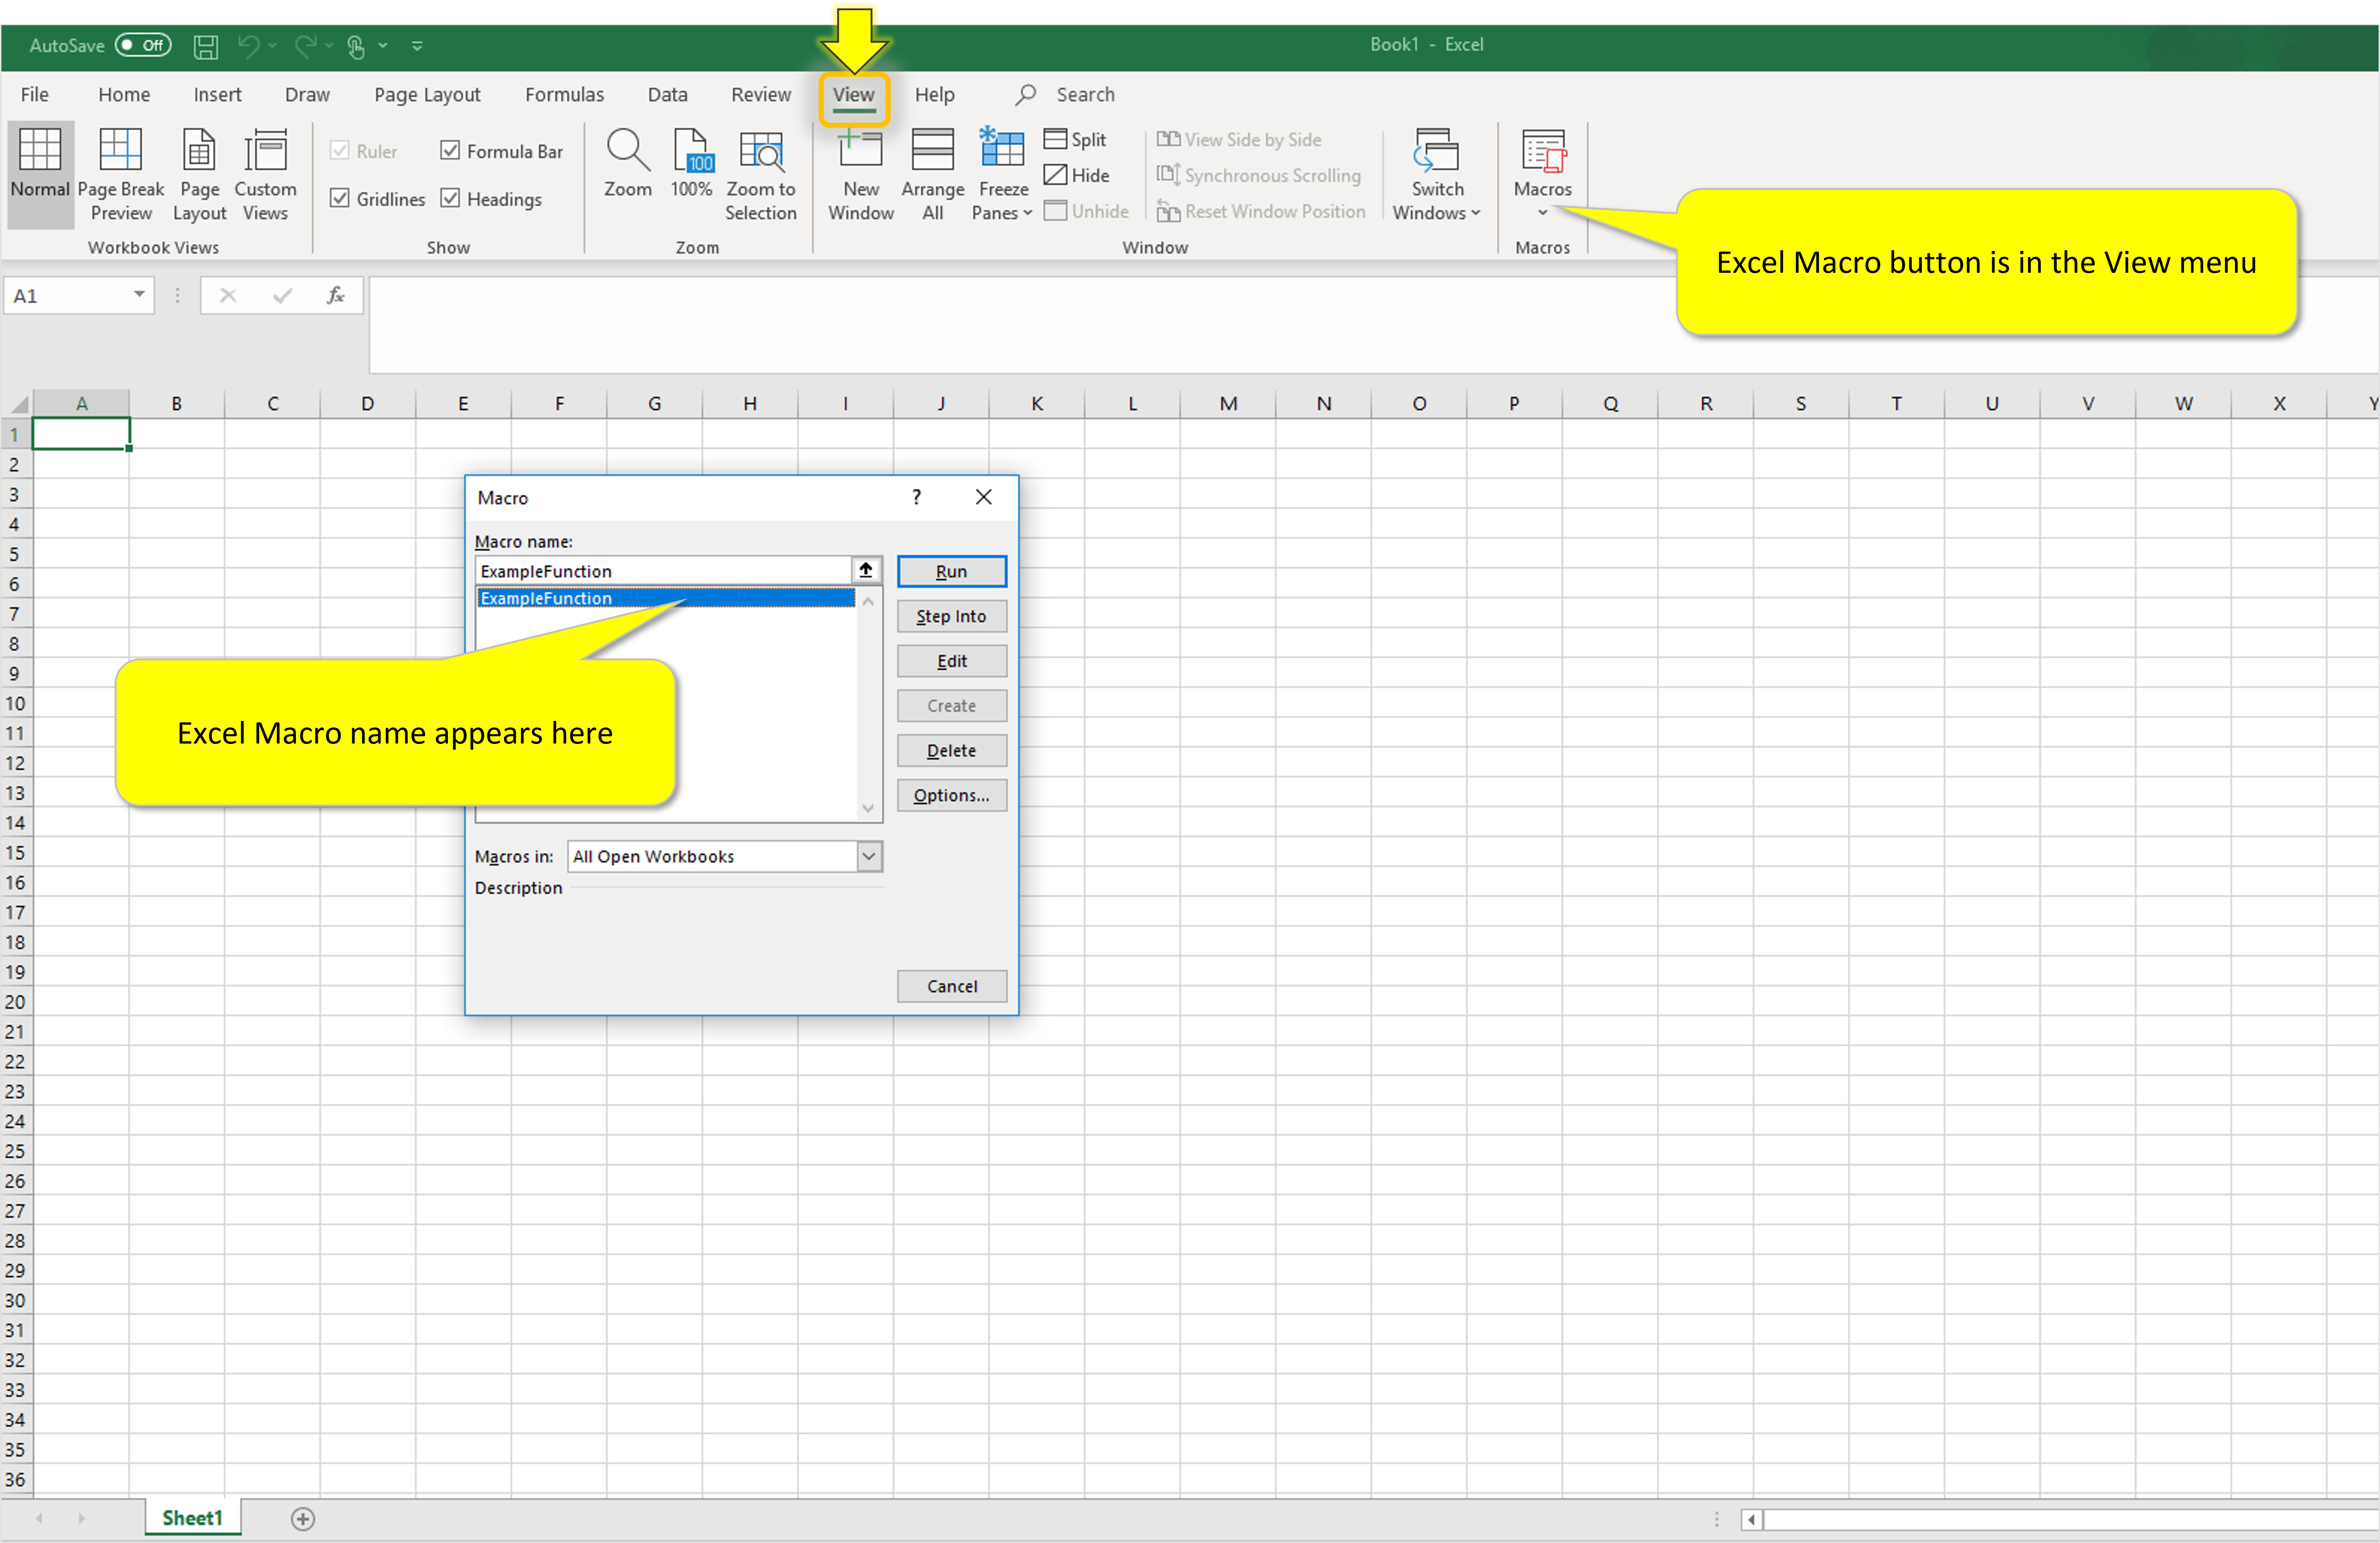 AutoSave Off
Book1 - Excel
File Home Insert Draw Page Layout Formulas Data Review View Help Search
Normal
Page Break
Preview
Page
Layout
Custom
Views
Workbook Views
Ruler
Formula Bar
Gridlines
Headings
Show
Zoom
100
100%
Zoom to
Selection
Zoom
New
Window
Arrange
All
Freeze
Panes
Split
Hide
Unhide
View Side by Side
Synchronous Scrolling
Reset Window Position
Switch
Windows
Window
Macros
Macros
Excel Macro button is in the View menu
A1
fx
A B C D E F G H I J K L M N O P Q R S T U V W X Y
1
2
3
4
5
6
7
8
9
10
11
12
13
14
15
16
17
18
19
20
21
22
23
24
25
26
27
28
29
30
31
32
33
34
35
36
Macro ?
Macro name:
ExampleFunction
ExampleFunction
Run
Step Into
Edit
Create
Delete
Options...
Excel Macro name appears here
Macros in: All Open Workbooks
Description
Cancel
Sheet1